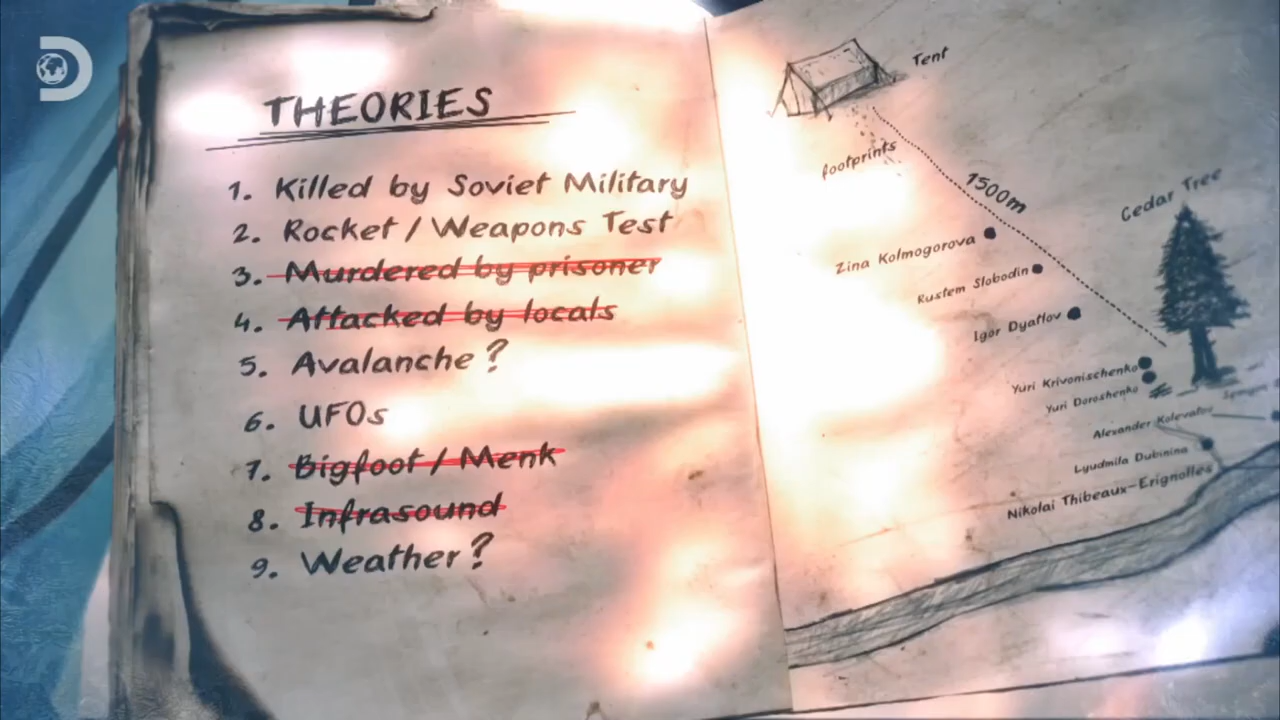 THEORIES
1. Killed by Soviet Military
2. Rocket / Weapons Test
3. Murdered by prisoner
4. Attacked by locals
5. Avalanche?
6. UFOs
7. Bigfoot / Menk
8. Infrasound
9. Weather?
Tent
footprints
1500m
Cedar Tree
Zina Kolmogorova
Rustem Slobodin
Igor Dyatlov
Yuri Krivonischenko
Yuri Doroshenko
Alexander Kolevatov
Lyudmila Dubinina
Nikolai Thibeaux-Brignolles